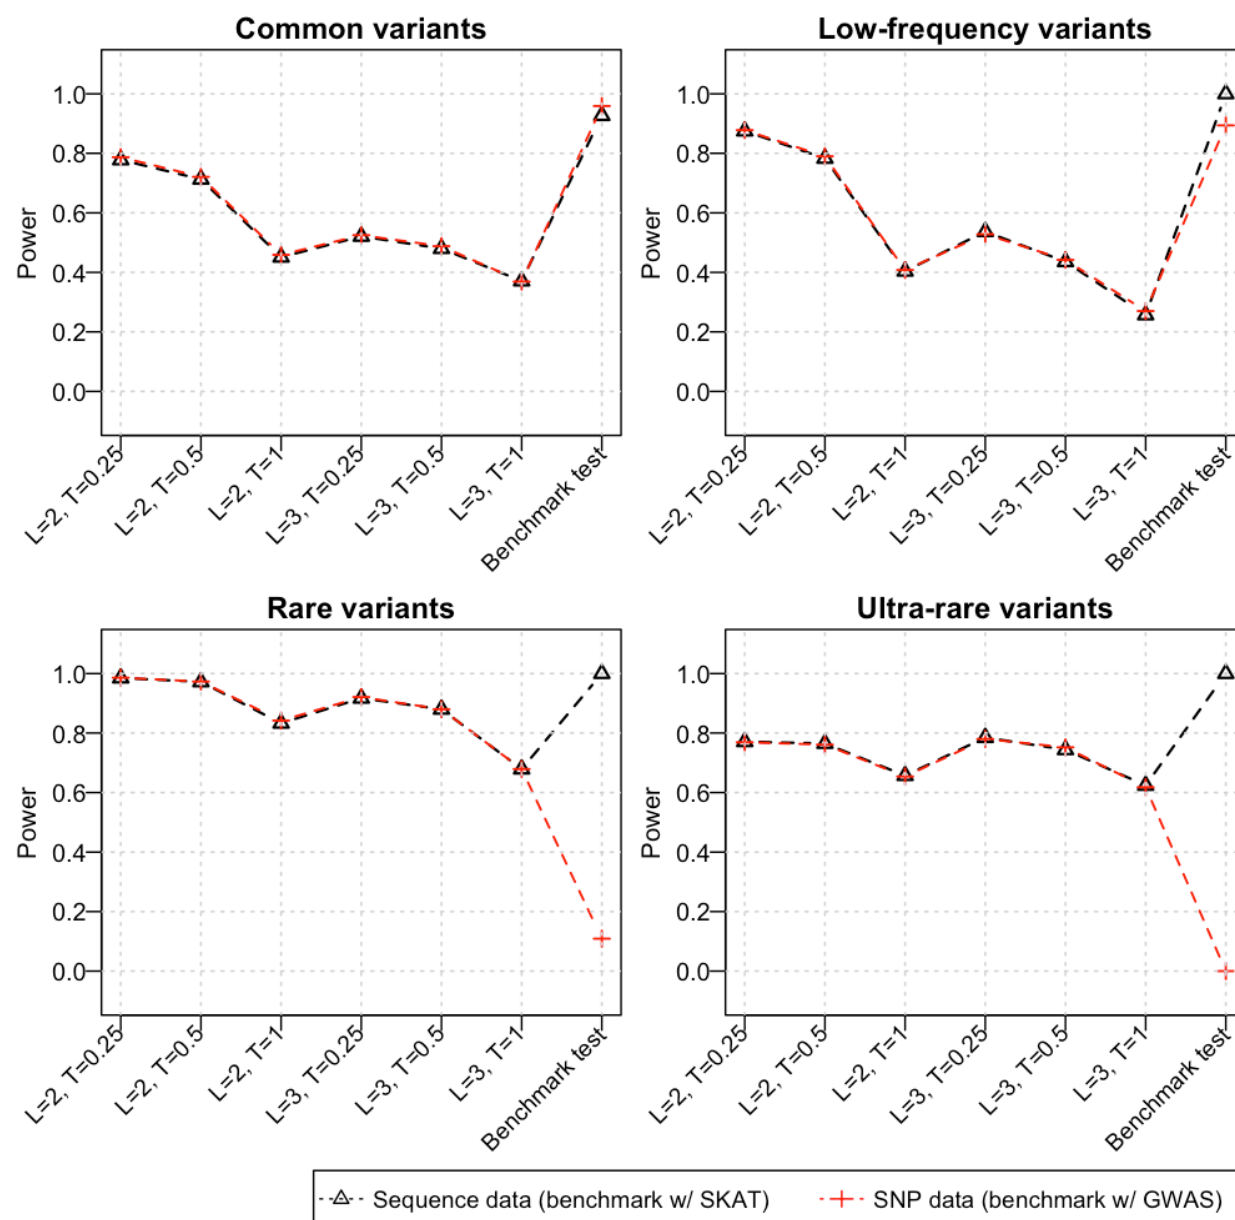 Common variants
Power
1.0
0.8
0.6
0.4
0.2
0.0
L=2, T=0.25
L=2, T=0.5
L=2, T=1
L=3, T=0.25
L=3, T=0.5
L=3, T=1
Benchmark test
Low-frequency variants
Power
1.0
0.8
0.6
0.4
0.2
0.0
L=2, T=0.25
L=2, T=0.5
L=2, T=1
L=3, T=0.25
L=3, T=0.5
L=3, T=1
Benchmark test
Rare variants
Power
1.0
0.8
0.6
0.4
0.2
0.0
L=2, T=0.25
L=2, T=0.5
L=2, T=1
L=3, T=0.25
L=3, T=0.5
L=3, T=1
Benchmark test
Ultra-rare variants
Power
1.0
0.8
0.6
0.4
0.2
0.0
L=2, T=0.25
L=2, T=0.5
L=2, T=1
L=3, T=0.25
L=3, T=0.5
L=3, T=1
Benchmark test
Sequence data (benchmark w/ SKAT)
SNP data (benchmark w/ GWAS)